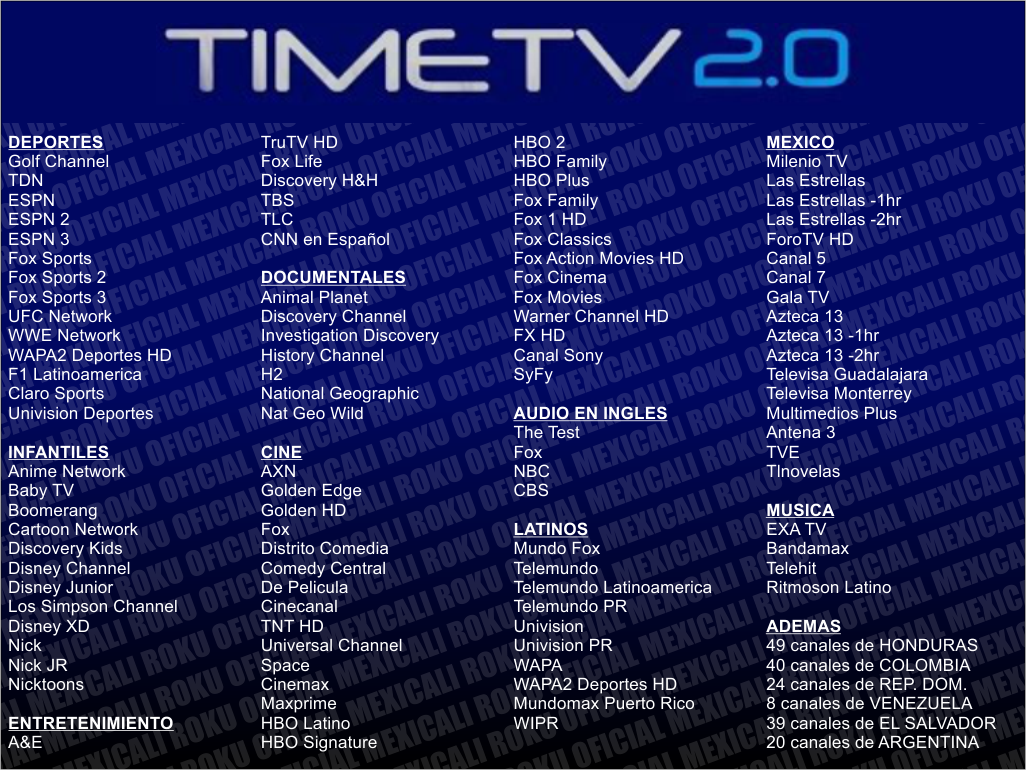 TIMETV 2.0
DEPORTES
Golf Channel
TDN
ESPN
ESPN 2
ESPN 3
Fox Sports
Fox Sports 2
Fox Sports 3
UFC Network
WWE Network
WAPA2 Deportes HD
F1 Latinoamerica
Claro Sports
Univision Deportes
INFANTILES
Anime Network
Baby TV
Boomerang
Cartoon Network
Discovery Kids
Disney Channel
Disney Junior
Los Simpson Channel
Disney XD
Nick
Nick JR
Nicktoons
ENTRETENIMIENTO
A&E
TruTV HD
Fox Life
Discovery H&H
TBS
TLC
CNN en Español
DOCUMENTALES
Animal Planet
Discovery Channel
Investigation Discovery
History Channel
H2
National Geographic
Nat Geo Wild
CINE
AXN
Golden Edge
Golden HD
Fox
Distrito Comedia
Comedy Central
De Pelicula
Cinecanal
TNT HD
Universal Channel
Space
Cinemax
Maxprime
HBO Latino
HBO Signature
HBO 2
HBO Family
HBO Plus
Fox Family
Fox 1 HD
Fox Classics
Fox Action Movies HD
Fox Cinema
Fox Movies
Warner Channel HD
FX HD
Canal Sony
SyFy
AUDIO EN INGLES
The Test
Fox
NBC
CBS
LATINOS
Mundo Fox
Telemundo
Telemundo Latinoamerica
Telemundo PR
Univision
Univision PR
WAPA
WAPA2 Deportes HD
Mundomax Puerto Rico
WIPR
MEXICO
Milenio TV
Las Estrellas
Las Estrellas -1hr
Las Estrellas -2hr
ForoTV HD
Canal 5
Canal 7
Gala TV
Azteca 13
Azteca 13 -1hr
Azteca 13 -2hr
Televisa Guadalajara
Televisa Monterrey
Multimedios Plus
Antena 3
TVE
Tlnovelas
MUSICA
EXA TV
Bandamax
Telehit
Ritmoson Latino
ADEMAS
49 canales de HONDURAS
40 canales de COLOMBIA
24 canales de REP. DOM.
8 canales de VENEZUELA
39 canales de EL SALVADOR
20 canales de ARGENTINA
MEXICALI ROKU OFICIAL